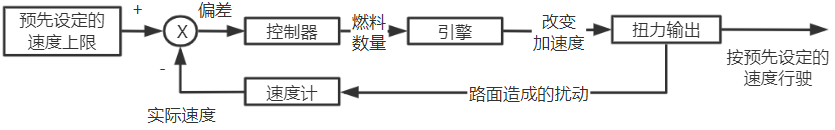 预先设定的
速度上限
+
X
-
偏差
控制器
燃料
数量
引擎
改变
加速度
扭力输出
按预先设定的
速度行驶
路面造成的扰动
速度计
实际速度